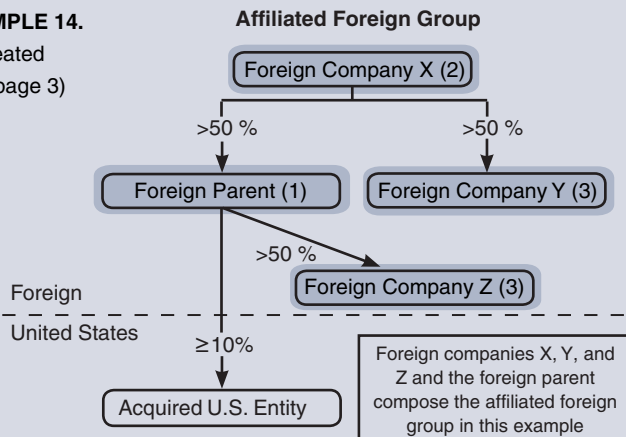 MPLE 14.
Affiliated Foreign Group
eated
page 3)
Foreign Company X (2)
>50 %
>50 %
Foreign Parent (1)
Foreign Company Y (3)
>50 %
Foreign Company Z (3)
Foreign
United States
≥10%
Acquired U.S. Entity
Foreign companies X, Y, and
Z and the foreign parent
compose the affiliated foreign
group in this example